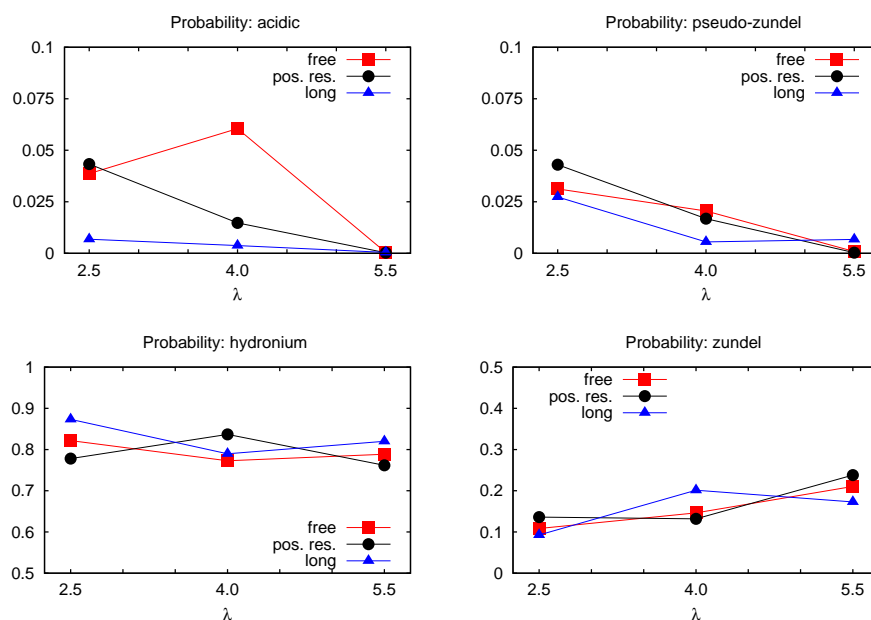 Probability: acidic
0.1
0.075
0.05
0.025
0
2.5 4.0 5.5
λ
free
pos. res.
long
Probability: pseudo-zundel
0.1
0.075
0.05
0.025
0
2.5 4.0 5.5
λ
free
pos. res.
long
Probability: hydronium
1
0.9
0.8
0.7
0.6
0.5
2.5 4.0 5.5
λ
free
pos. res.
long
Probability: zundel
0.5
0.4
0.3
0.2
0.1
0
2.5 4.0 5.5
λ
free
pos. res.
long